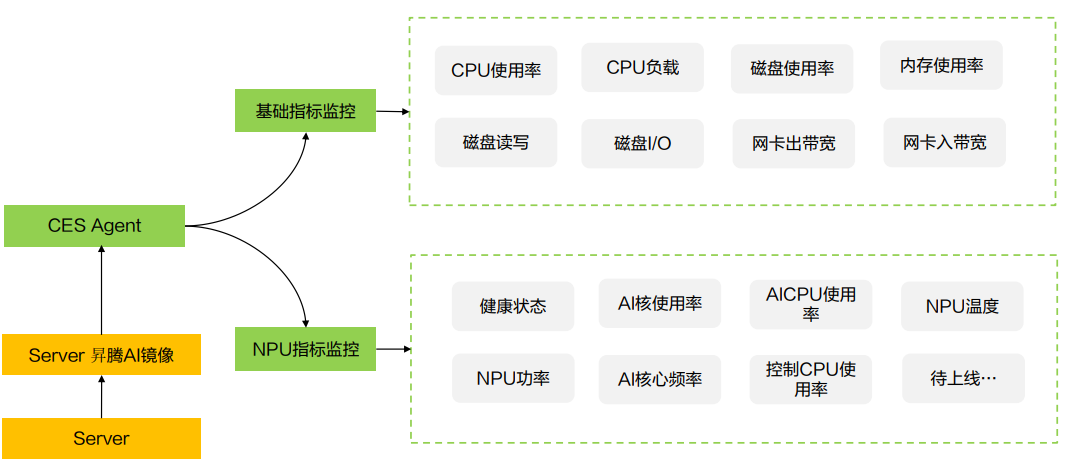 CPU使用率
CPU负载
磁盘使用率
内存使用率
基础指标监控
磁盘读写
磁盘I/O
网卡出带宽
网卡入带宽
CES Agent
健康状态
AI核使用率
AICPU使用
率
NPU温度
NPU指标监控
Server 昇腾AI镜像
NPU功率
AI核心频率
控制CPU使
用率
待上线…
Server